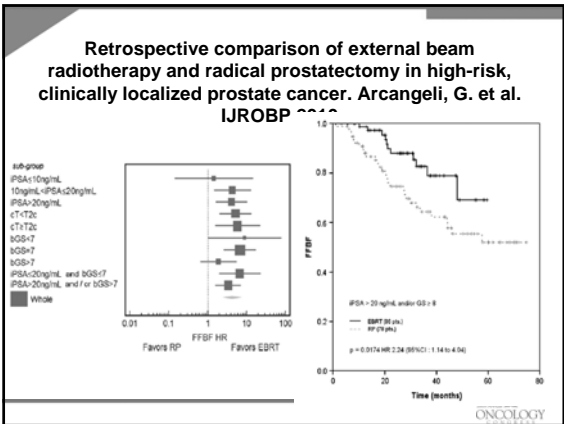 Retrospective comparison of external beam
radiotherapy and radical prostatectomy in high-risk,
clinically localized prostate cancer. Arcangeli, G. et al.
IJROBP
sub-group
iPSA≤10ng/mL
10ng/mL<iPSA≤20ng/mL
iPSA>20ng/mL
cT<T2c
cT≥T2c
bGS<7
bGS=7
bGS>7
iPSA≤20ng/mL and bGS≤7
iPSA>20ng/mL and / or bGS>7
Whole
0.01 0.1 1 10 100
FFBF HR
Favors RP Favors EBRT
1.0
0.8
0.6
0.4
0.2
0.0
FFBF
iPSA > 20 ng/mL and/or GS ≥ 8
EBRT
RP
p = 0.0174 HR 2.24 (95%CI : 1.14 to 4.04)
0 20 40 60 80
Time (months)
ONCOLOGY
CONGRESS